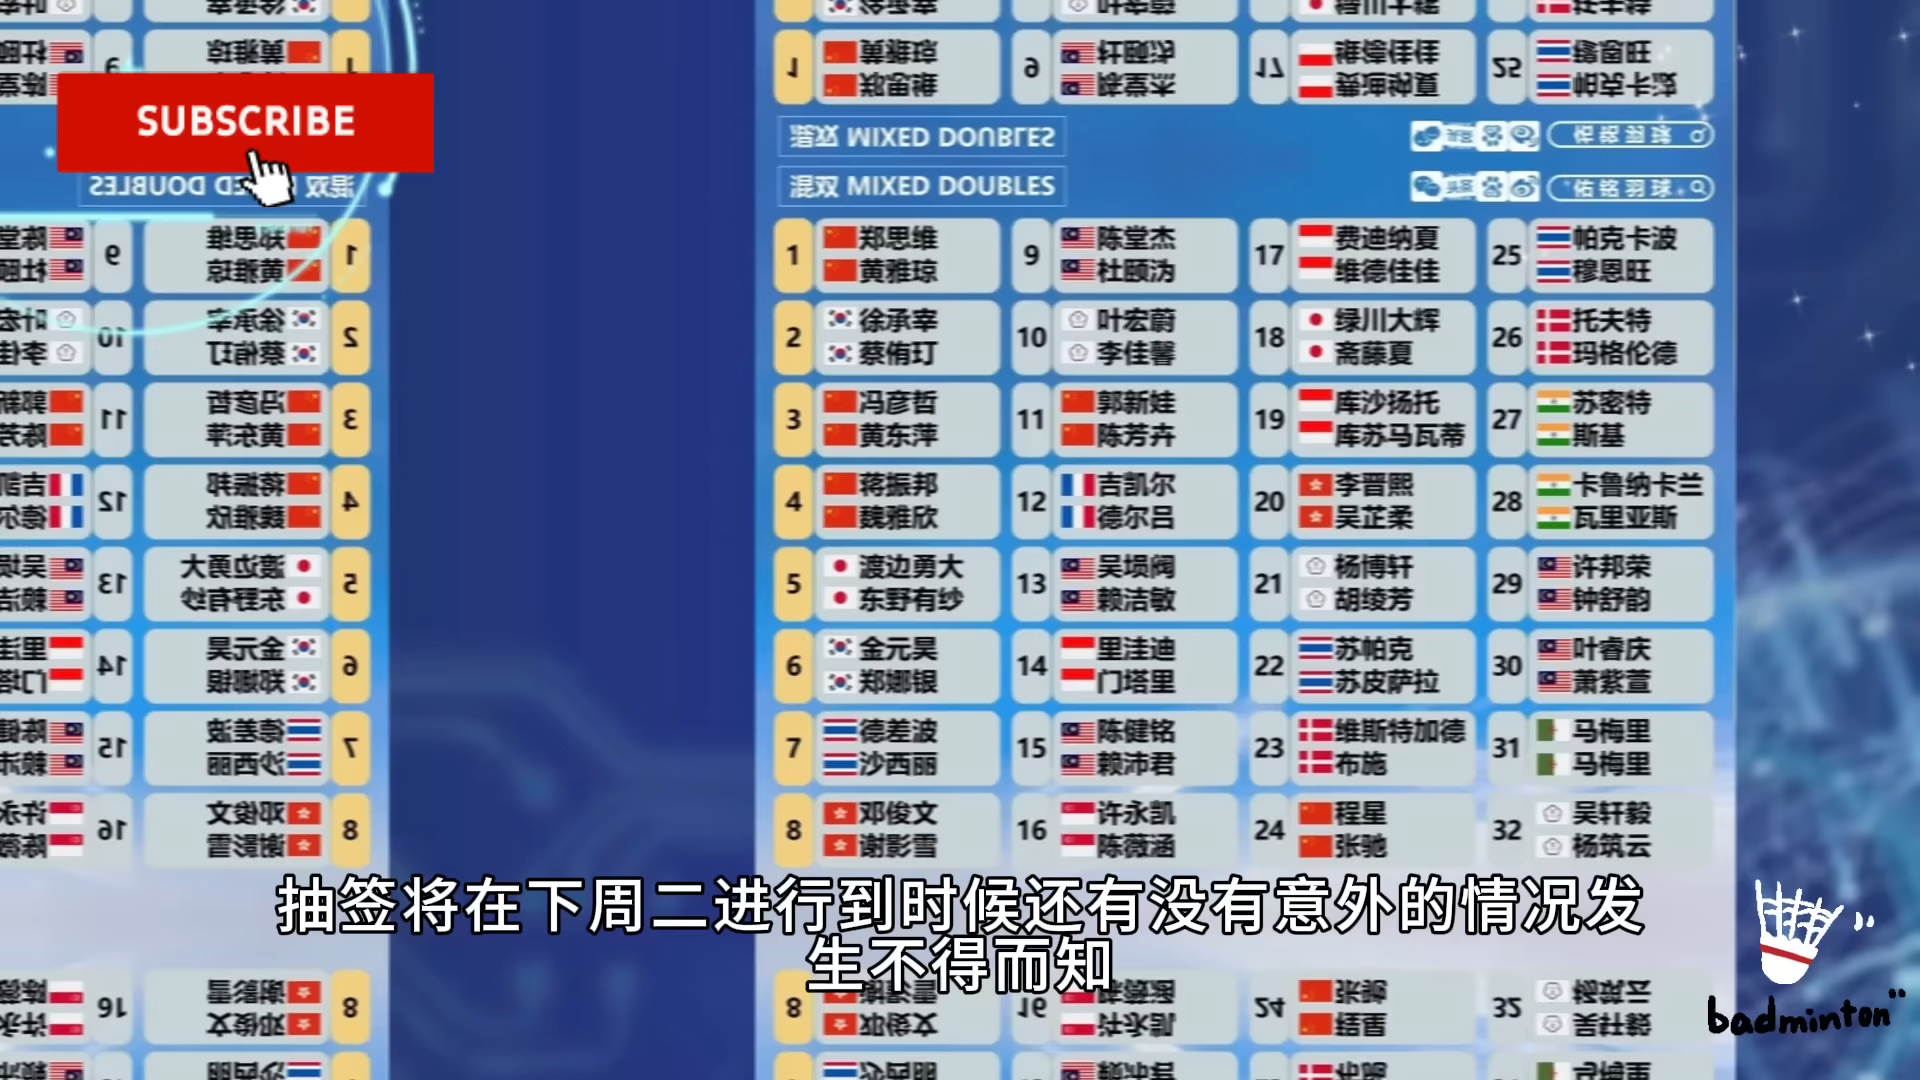 SUBSCRIBE
混双 MIXED DOUBLES
佑铭羽球
1 郑思维 黄雅琼
9 陈堂杰 杜颐沩
17 费迪纳夏 维德佳佳
25 帕克卡波 穆恩旺
2 徐承宰 蔡侑玎
10 叶宏蔚 李佳馨
18 绿川大辉 斋藤夏
26 托夫特 玛格伦德
3 冯彦哲 黄东萍
11 郭新娃 陈芳卉
19 库沙扬托 库苏马瓦蒂
27 苏密特 斯基
4 蒋振邦 魏雅欣
12 吉凯尔 德尔吕
20 李晋熙 吴芷柔
28 卡鲁纳卡兰 瓦里亚斯
5 渡边勇大 东野有纱
13 吴埙阀 赖洁敏
21 杨博轩 胡绫芳
29 许邦荣 钟舒韵
6 金元昊 郑娜银
14 里洼迪 门塔里
22 苏帕克 苏皮萨拉
30 叶睿庆 萧紫萱
7 德差波 沙西丽
15 陈健铭 赖沛君
23 维斯特加德 布施
31 马梅里 马梅里
8 邓俊文 谢影雪
16 许永凯 陈薇涵
24 程星 张驰
32 吴轩毅 杨筑云
抽签将在下周二进行到时候还有没有意外的情况发
生不得而知
badminton